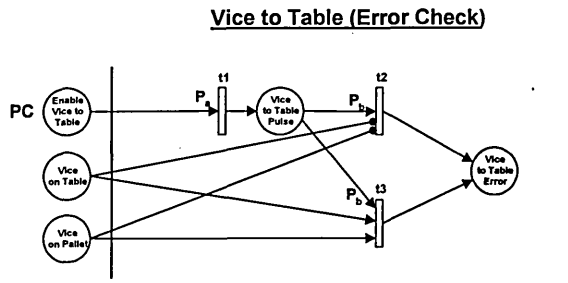 Vice to Table (Error Check)
t1
t2
PC
Enable
Vice to
Table
Pa
Vice
to Table
Pulse
Pb
Vice
on Table
Vice
to Table
Error
Pb
t3
Vice
on Pallet